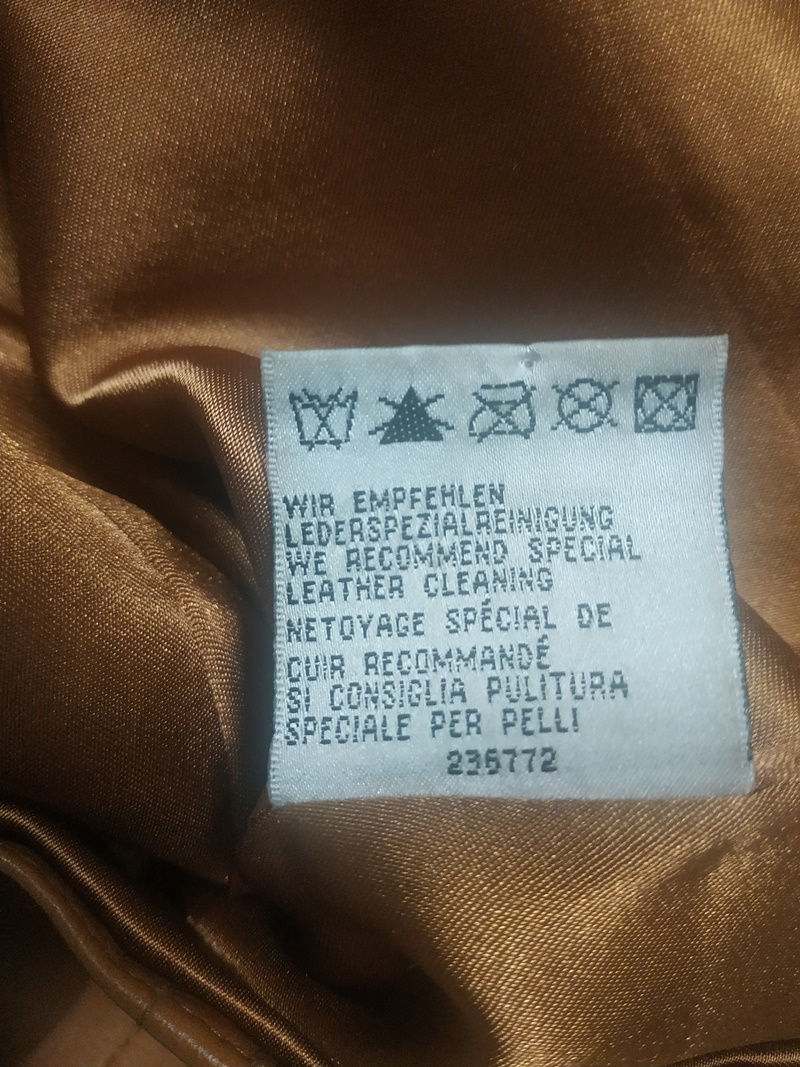 WIR EMPFEHLEN
LEDERSPEZIALREINIGUNG
WE RECOMMEND SPECIAL
LEATHER CLEANING
NETOYAGE SPÉCIAL DE
CUIR RECOMMANDÉ
SI CONSIGLIA PULITURA
SPECIALE PER PELLI
236772